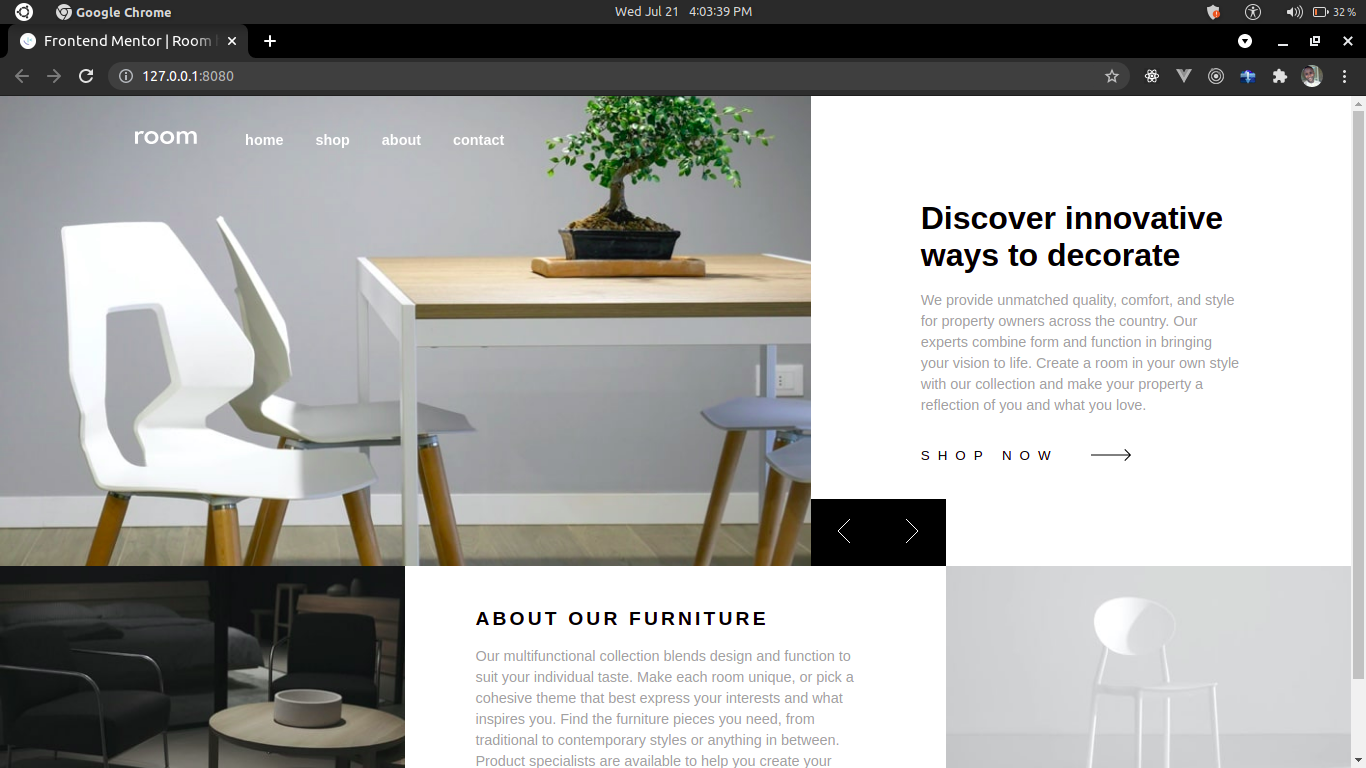 Google Chrome
Wed Jul 21 4:03:39 PM
32 %
Frontend Mentor | Room
127.0.0.1:8080
room
home
shop
about
contact
Discover innovative
ways to decorate
We provide unmatched quality, comfort, and style
for property owners across the country. Our
experts combine form and function in bringing
your vision to life. Create a room in your own style
with our collection and make your property a
reflection of you and what you love.
SHOP NOW
ABOUT OUR FURNITURE
Our multifunctional collection blends design and function to
suit your individual taste. Make each room unique, or pick a
cohesive theme that best express your interests and what
inspires you. Find the furniture pieces you need, from
traditional to contemporary styles or anything in between.
Product specialists are available to help you create your